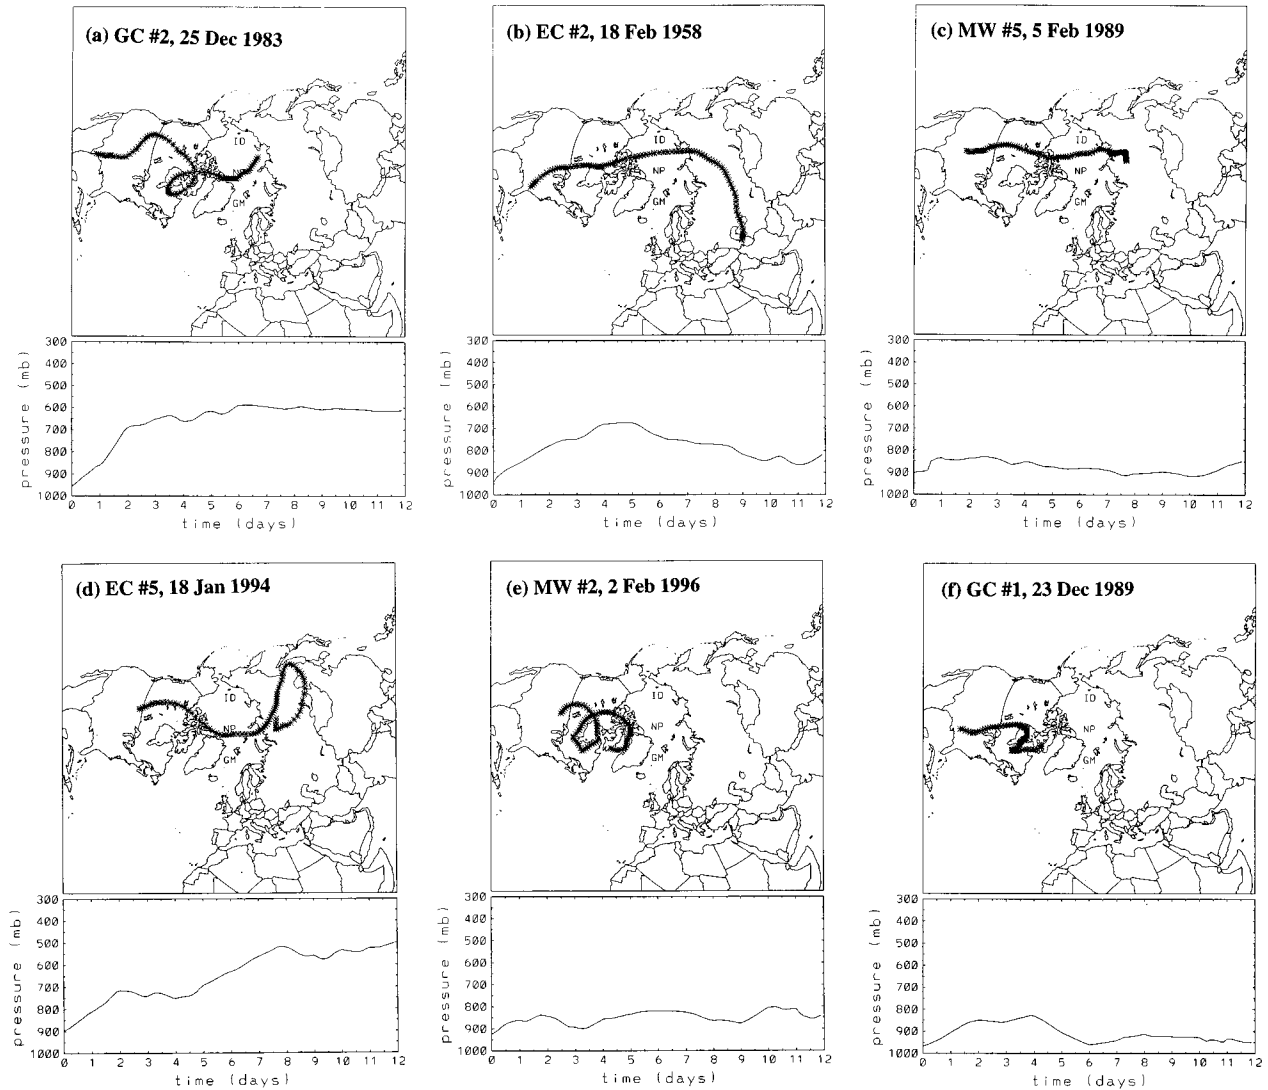 (a) GC #2, 25 Dec 1983
ID
GM
300
400
500
600
700
800
900
1000
pressure (mb)
0 1 2 3 4 5 6 7 8 9 10 11 12
time (days)
(b) EC #2, 18 Feb 1958
ID
NP
GM
300
400
500
600
700
800
900
1000
pressure (mb)
0 1 2 3 4 5 6 7 8 9 10 11 12
time (days)
(c) MW #5, 5 Feb 1989
ID
NP
GM
300
400
500
600
700
800
900
1000
pressure (mb)
0 1 2 3 4 5 6 7 8 9 10 11 12
time (days)
(d) EC #5, 18 Jan 1994
ID
NP
GM
300
400
500
600
700
800
900
1000
pressure (mb)
0 1 2 3 4 5 6 7 8 9 10 11 12
time (days)
(e) MW #2, 2 Feb 1996
ID
NP
GM
300
400
500
600
700
800
900
1000
pressure (mb)
0 1 2 3 4 5 6 7 8 9 10 11 12
time (days)
(f) GC #1, 23 Dec 1989
ID
NP
GM
300
400
500
600
700
800
900
1000
pressure (mb)
0 1 2 3 4 5 6 7 8 9 10 11 12
time (days)